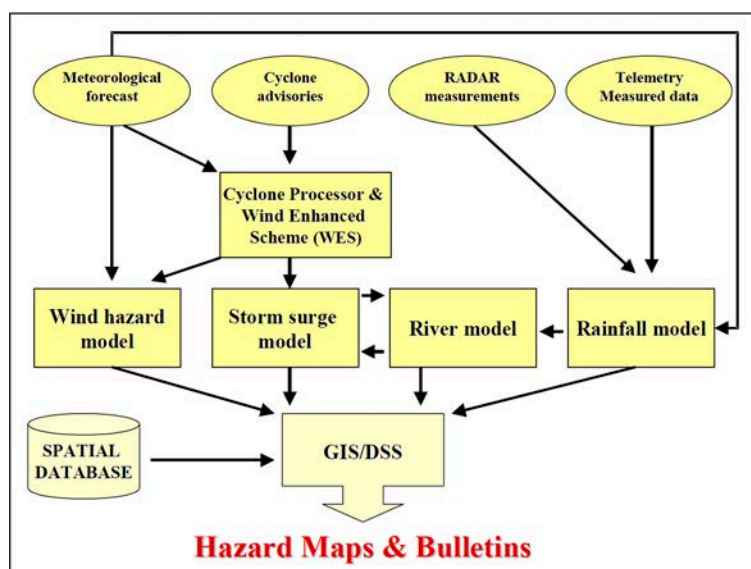 Meteorological
forecast
Cyclone
advisories
RADAR
measurements
Telemetry
Measured data
Cyclone Processor &
Wind Enhanced
Scheme (WES)
Wind hazard
model
Storm surge
model
River model
Rainfall model
SPATIAL
DATABASE
GIS/DSS
Hazard Maps & Bulletins